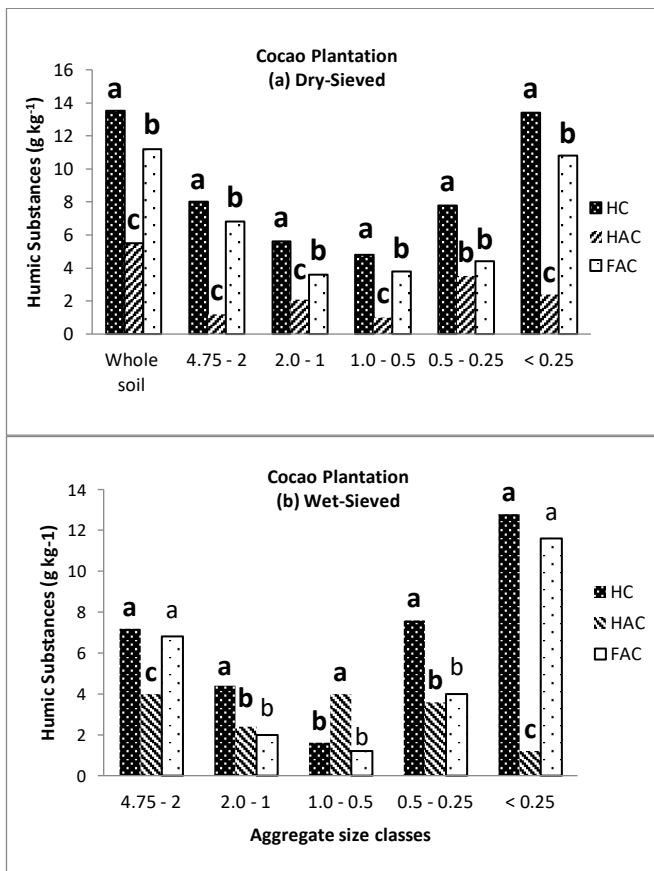 Cocao Plantation
(a) Dry-Sieved
Humic Substances (g kg-1)
16
14
12
10
8
6
4
2
0
a
c
b
a
c
b
a
c
b
a
c
b
a
b
b
a
c
b
HC
HAC
FAC
Whole soil
4.75 - 2
2.0 - 1
1.0 - 0.5
0.5 - 0.25
< 0.25
Cocao Plantation
(b) Wet-Sieved
Humic Substances (g kg-1)
14
12
10
8
6
4
2
0
a
c
a
a
b
b
b
a
b
a
b
b
a
c
a
HC
HAC
FAC
4.75 - 2
2.0 - 1
1.0 - 0.5
0.5 - 0.25
< 0.25
Aggregate size classes